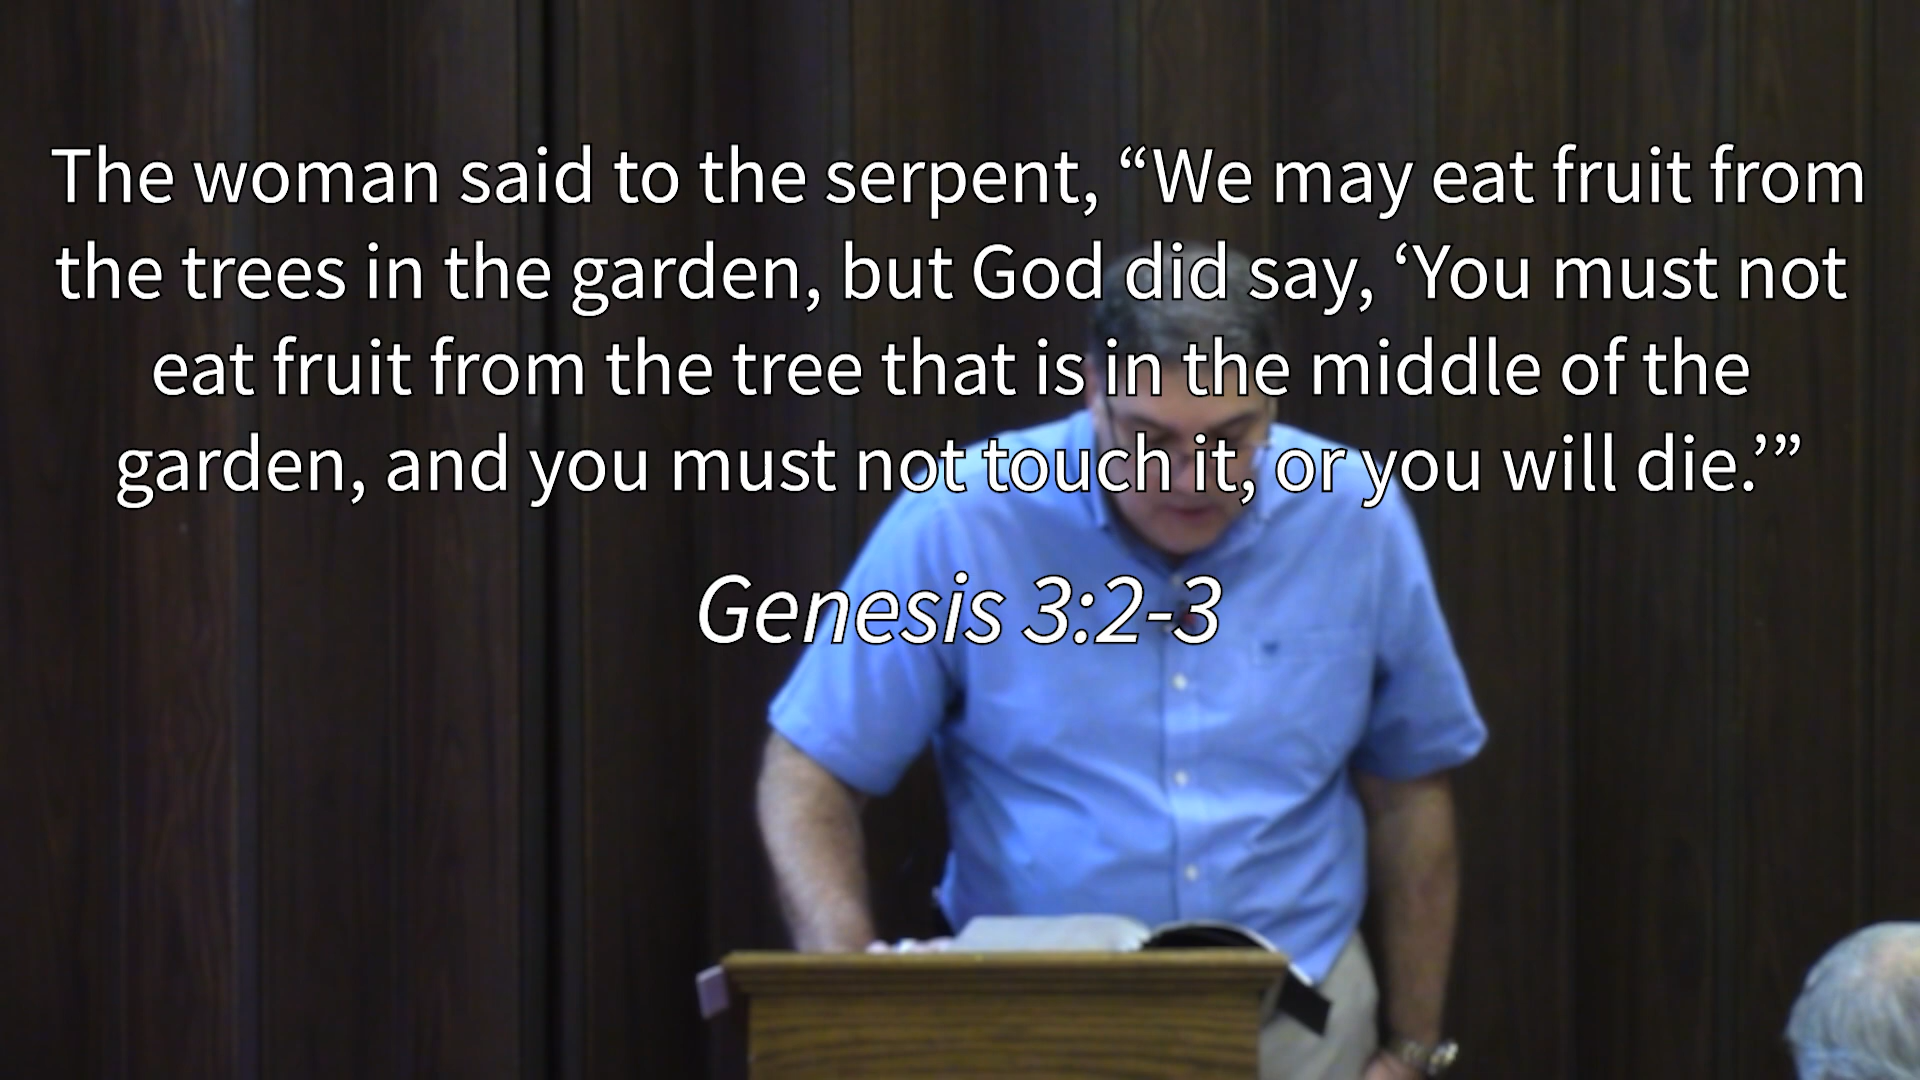 The woman said to the serpent, “We may eat fruit from
the trees in the garden, but God did say, ‘You must not
eat fruit from the tree that is in the middle of the
garden, and you must not touch it, or you will die.’”
Genesis 3:2-3